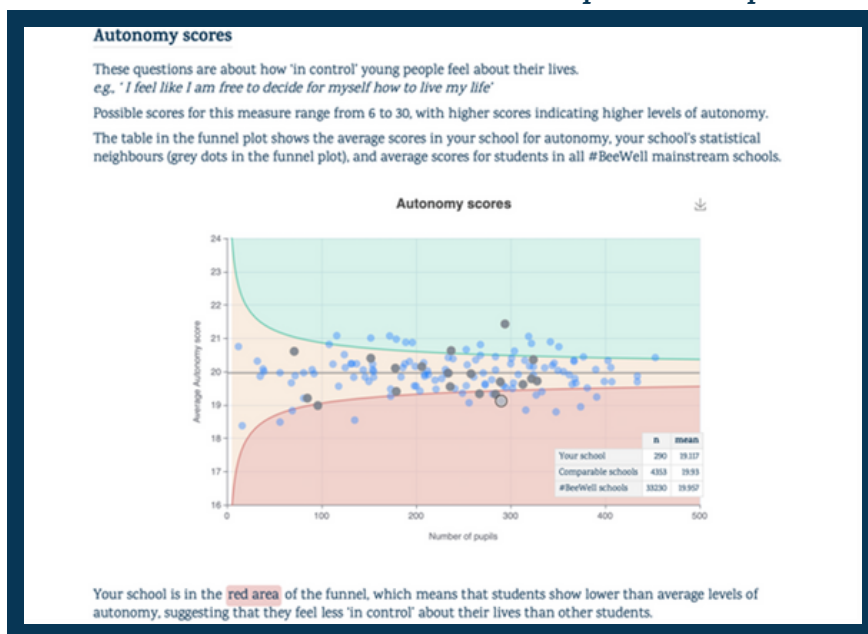 Autonomy scores
These questions are about how 'in control' young people feel about their lives.
e.g., ' I feel like I am free to decide for myself how to live my life'
Possible scores for this measure range from 6 to 30, with higher scores indicating higher levels of autonomy.
The table in the funnel plot shows the average scores in your school for autonomy, your school's statistical
neighbours (grey dots in the funnel plot), and average scores for students in all #BeeWell mainstream schools.
Autonomy scores
24
23
22
21
20
19
18
17
16
Average Autonomy score
n mean
Your school 290 19.117
Comparable schools 4353 19.93
#BeeWell schools 33230 19.957
0 100 200 300 400 500
Number of pupils
Your school is in the red area of the funnel, which means that students show lower than average levels of
autonomy, suggesting that they feel less 'in control' about their lives than other students.